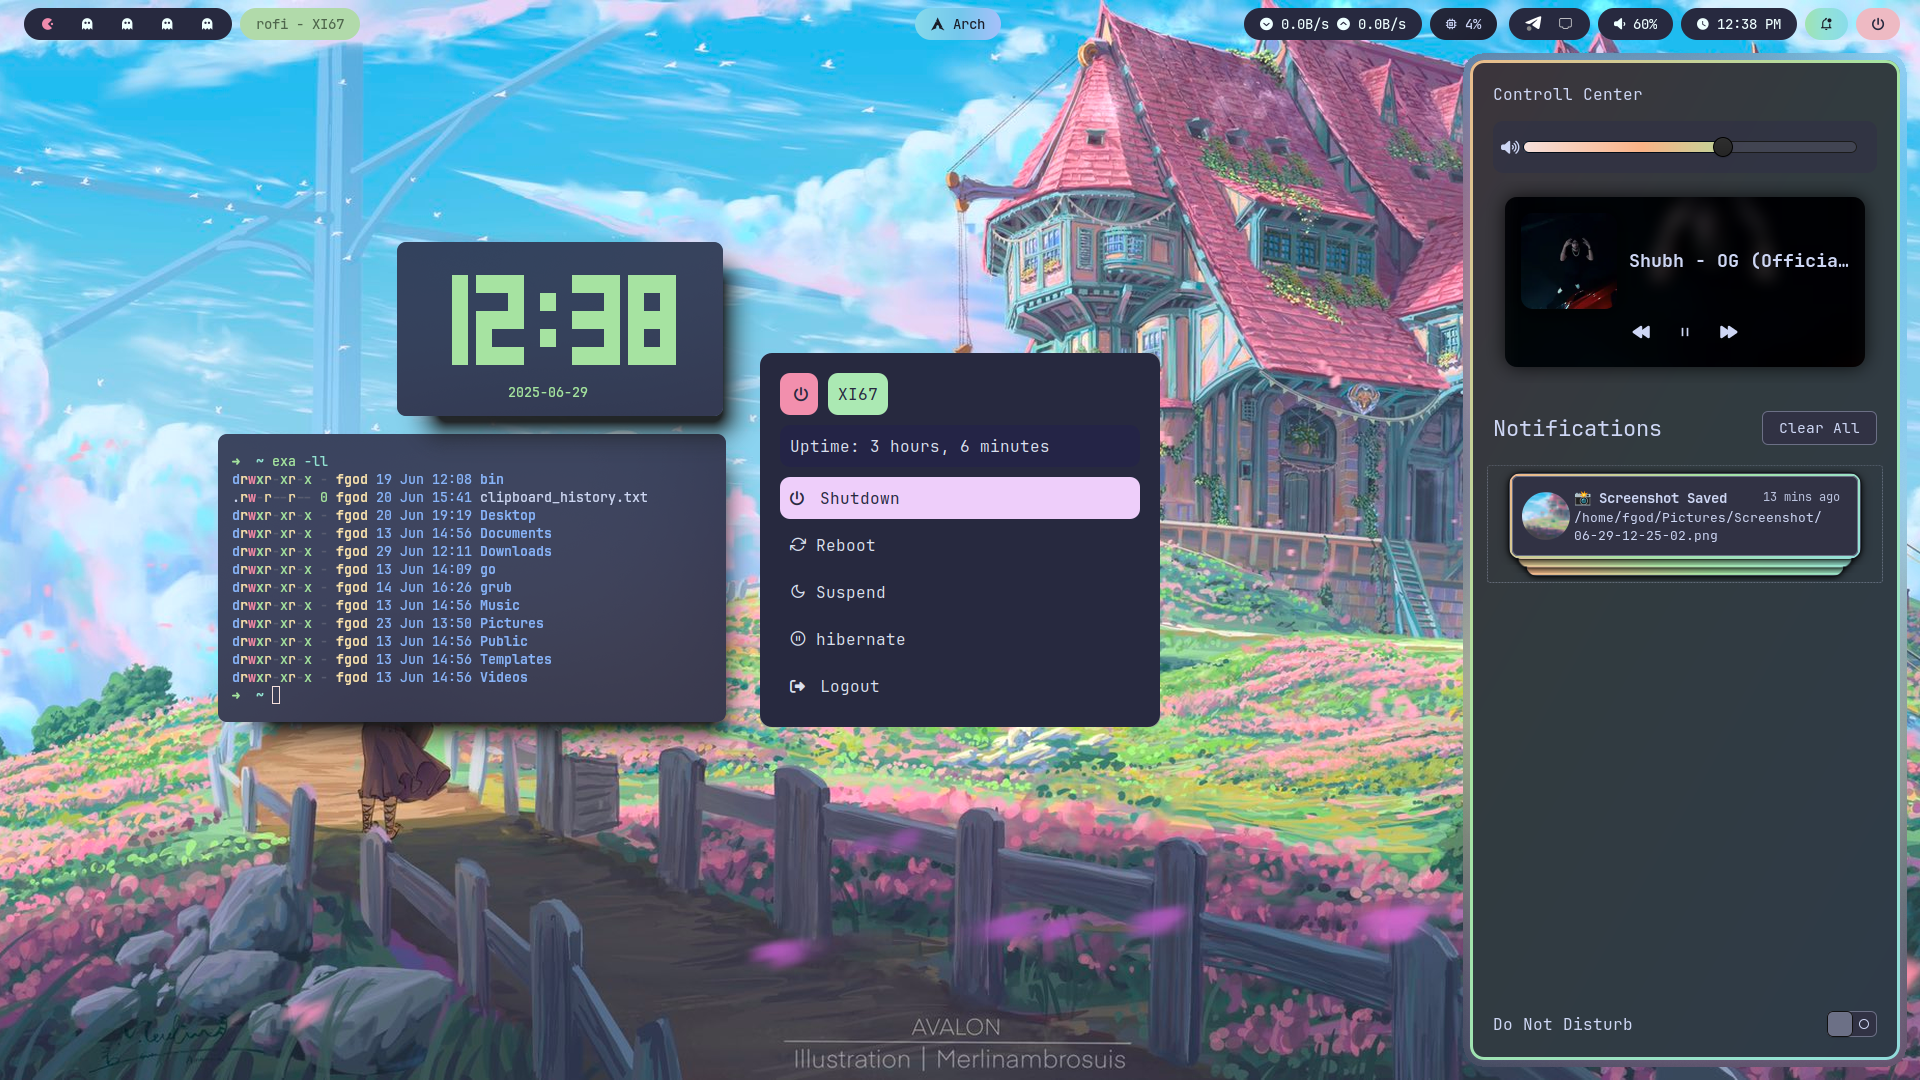 rofi - XI67
Arch
0.0B/s 0.0B/s
4%
60%
12:38 PM
12:38
2025-06-29
➜ ~ exa -ll
drwxr-xr-x - fgod 19 Jun 12:08 bin
.rw-r--r-- 0 fgod 20 Jun 15:41 clipboard_history.txt
drwxr-xr-x - fgod 20 Jun 19:19 Desktop
drwxr-xr-x - fgod 13 Jun 14:56 Documents
drwxr-xr-x - fgod 29 Jun 12:11 Downloads
drwxr-xr-x - fgod 13 Jun 14:09 go
drwxr-xr-x - fgod 14 Jun 16:26 grub
drwxr-xr-x - fgod 13 Jun 14:56 Music
drwxr-xr-x - fgod 23 Jun 13:50 Pictures
drwxr-xr-x - fgod 13 Jun 14:56 Public
drwxr-xr-x - fgod 13 Jun 14:56 Templates
drwxr-xr-x - fgod 13 Jun 14:56 Videos
➜ ~
XI67
Uptime: 3 hours, 6 minutes
Shutdown
Reboot
Suspend
hibernate
Logout
Controll Center
Shubh - OG (Officia…
Notifications
Clear All
📸 Screenshot Saved
13 mins ago
/home/fgod/Pictures/Screenshot/
06-29-12-25-02.png
Do Not Disturb
AVALON
Illustration | Merlinambrosuis